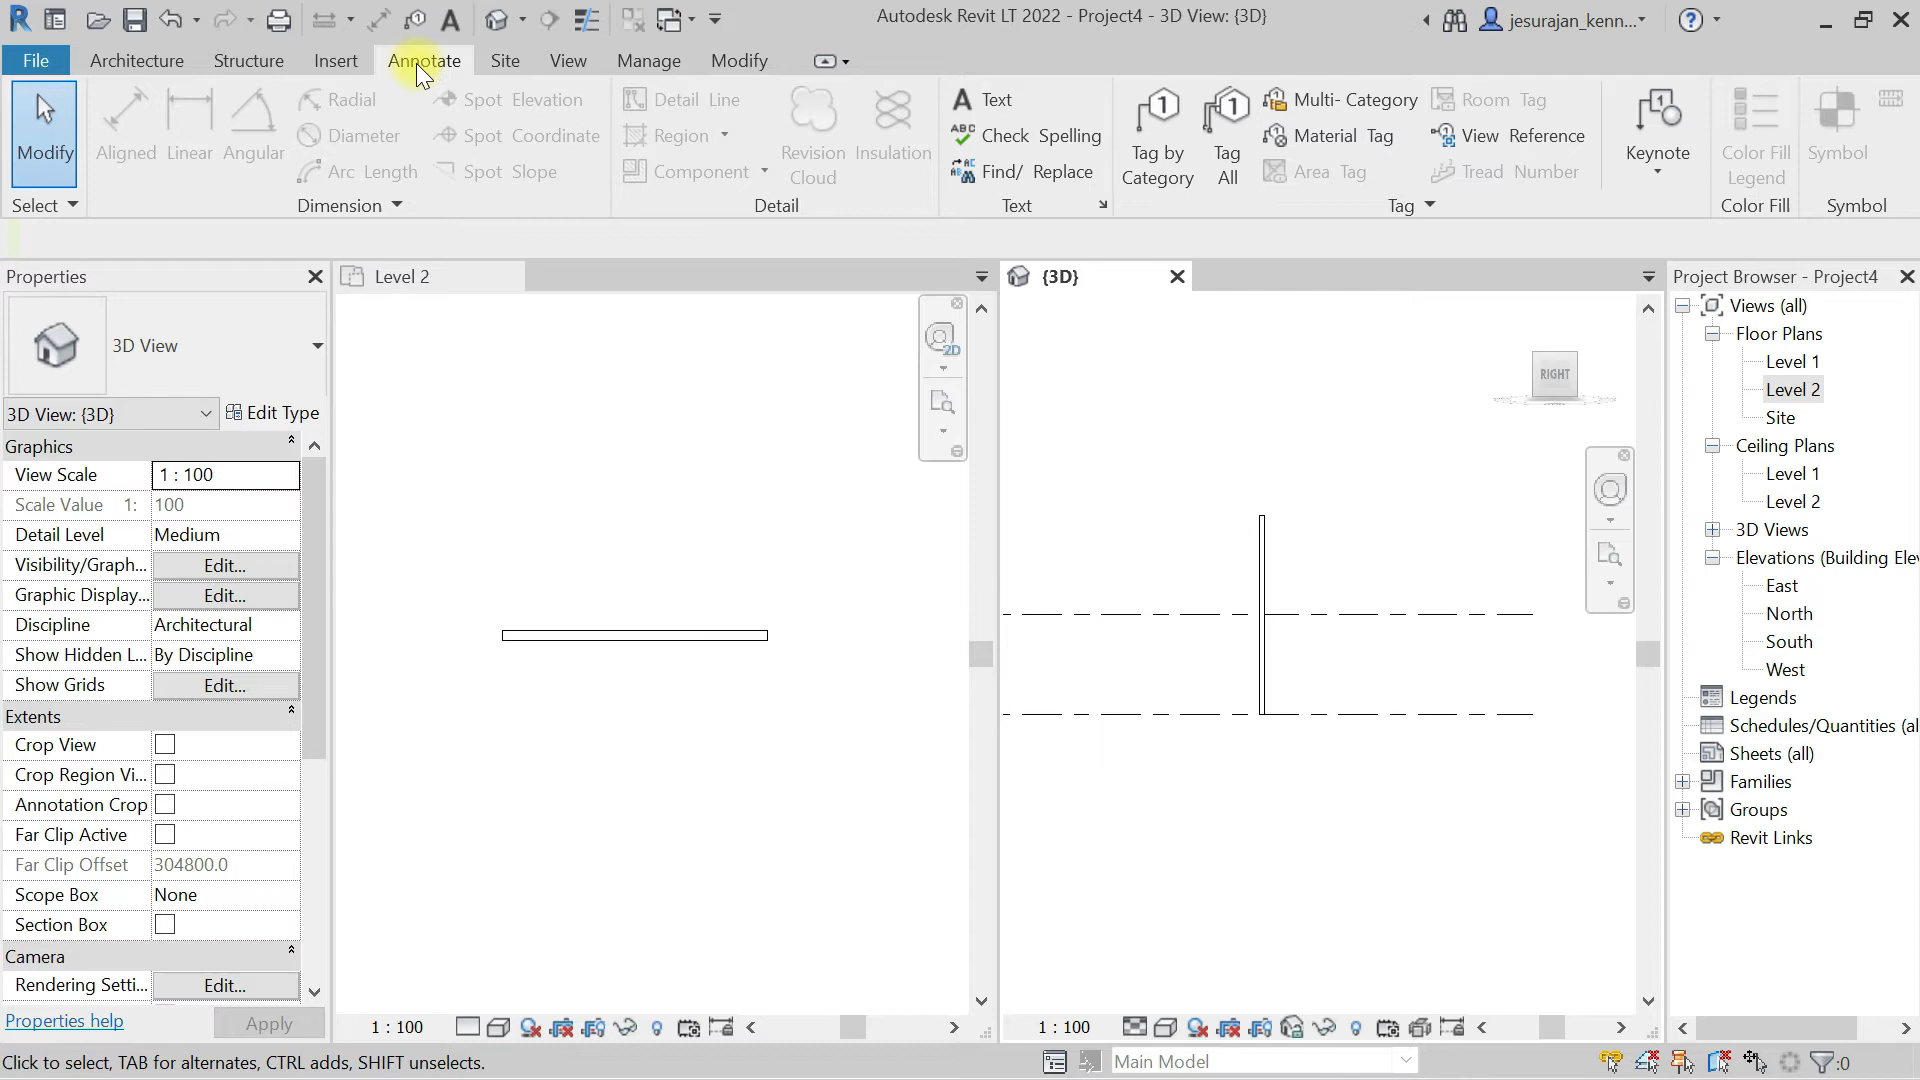 Autodesk Revit LT 2022 - Project4 - 3D View: {3D}
jesurajan_kenn...
File Architecture Structure Insert Annotate Site View Manage Modify
Modify
Aligned Linear Angular
Radial
Diameter
Arc Length
Spot Elevation
Spot Coordinate
Spot Slope
Detail Line
Region
Component
Revision Cloud
Insulation
Text
Check Spelling
Find/ Replace
Tag by Category
Tag All
Multi- Category
Material Tag
Area Tag
Room Tag
View Reference
Tread Number
Keynote
Color Fill Legend
Symbol
Select Dimension Detail Text Tag Color Fill Symbol
Properties
3D View
3D View: {3D} Edit Type
Graphics
View Scale 1 : 100
Scale Value 1: 100
Detail Level Medium
Visibility/Graph... Edit...
Graphic Display... Edit...
Discipline Architectural
Show Hidden L... By Discipline
Show Grids Edit...
Extents
Crop View
Crop Region Vi...
Annotation Crop
Far Clip Active
Far Clip Offset 304800.0
Scope Box None
Section Box
Camera
Rendering Setti... Edit...
Properties help Apply
Level 2
2D
1 : 100
{3D}
RIGHT
1 : 100
Project Browser - Project4
Views (all)
Floor Plans
Level 1
Level 2
Site
Ceiling Plans
Level 1
Level 2
3D Views
Elevations (Building Ele
East
North
South
West
Legends
Schedules/Quantities (al
Sheets (all)
Families
Groups
Revit Links
Click to select, TAB for alternates, CTRL adds, SHIFT unselects.
Main Model
:0